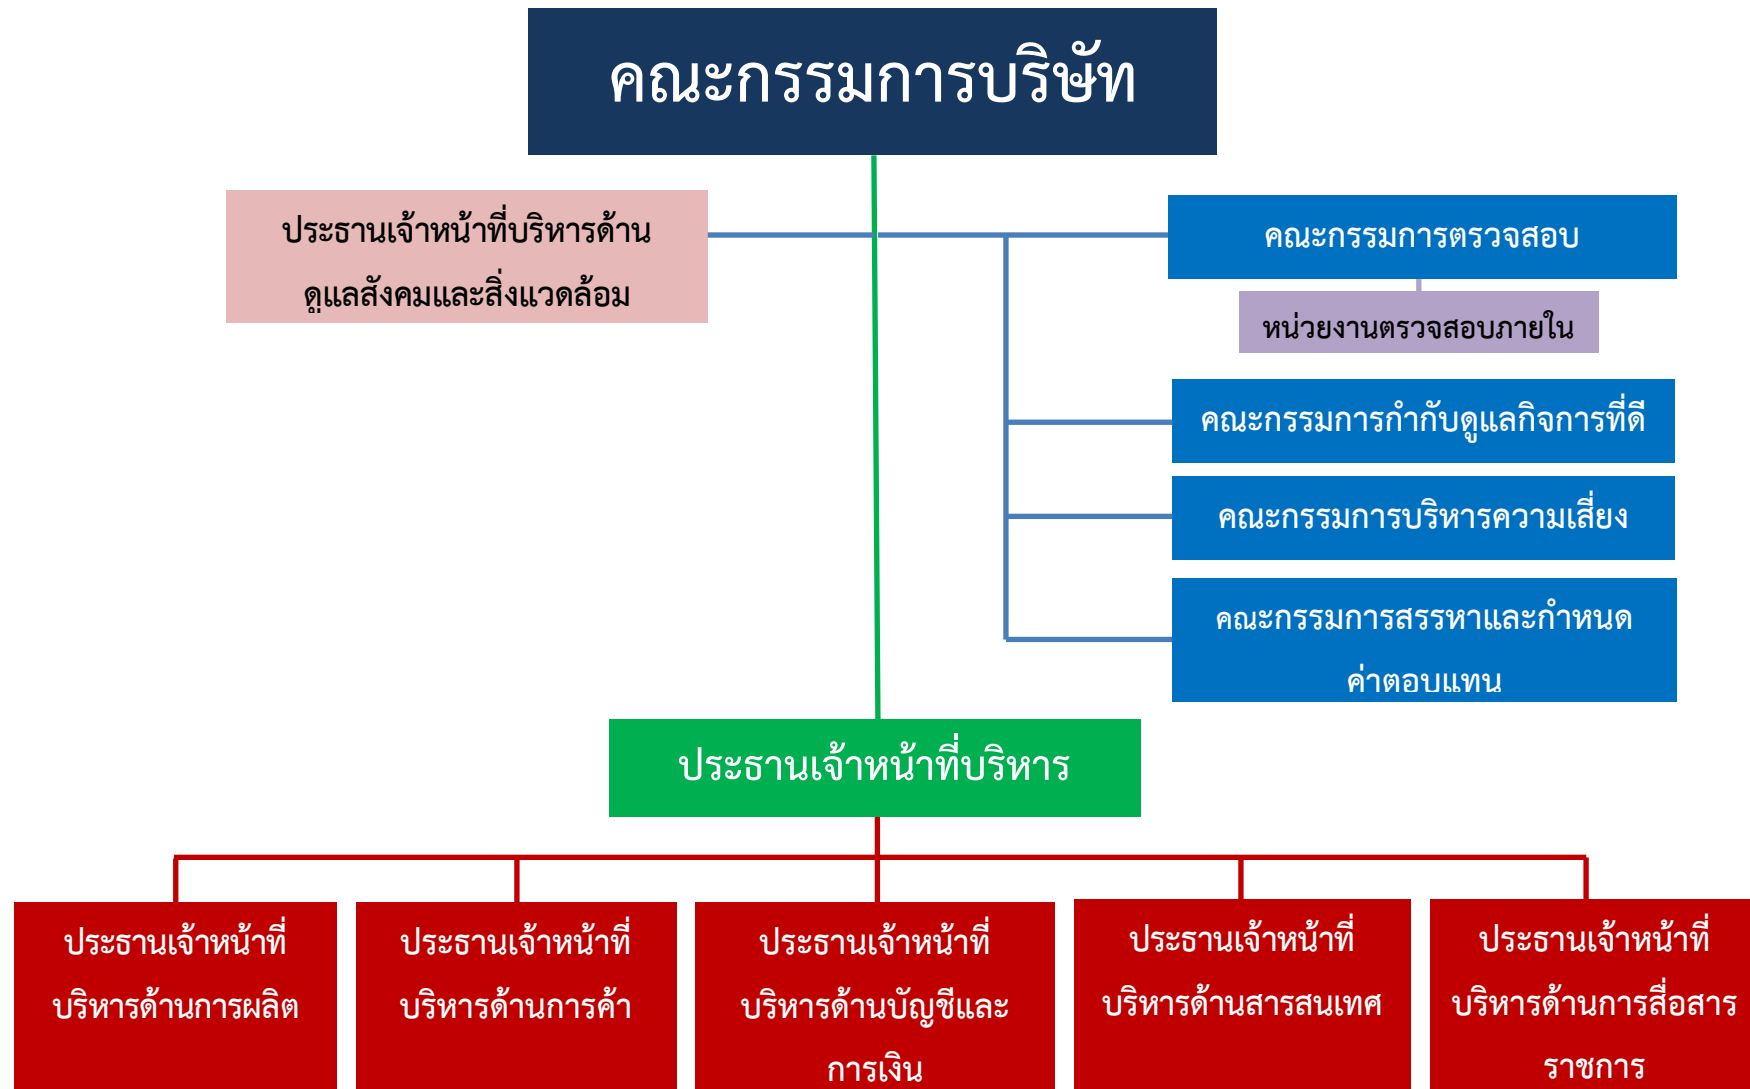 คณะกรรมการบริษัท
ประธานเจ้าหน้าที่บริหารด้าน
ดูแลสังคมและสิ่งแวดล้อม
คณะกรรมการตรวจสอบ
หน่วยงานตรวจสอบภายใน
คณะกรรมการกำกับดูแลกิจการที่ดี
คณะกรรมการบริหารความเสี่ยง
คณะกรรมการสรรหาและกำหนด
ค่าตอบแทน
ประธานเจ้าหน้าที่บริหาร
ประธานเจ้าหน้าที่
บริหารด้านการผลิต
ประธานเจ้าหน้าที่
บริหารด้านการค้า
ประธานเจ้าหน้าที่
บริหารด้านบัญชีและ
การเงิน
ประธานเจ้าหน้าที่
บริหารด้านสารสนเทศ
ประธานเจ้าหน้าที่
บริหารด้านการสื่อสาร
ราชการ